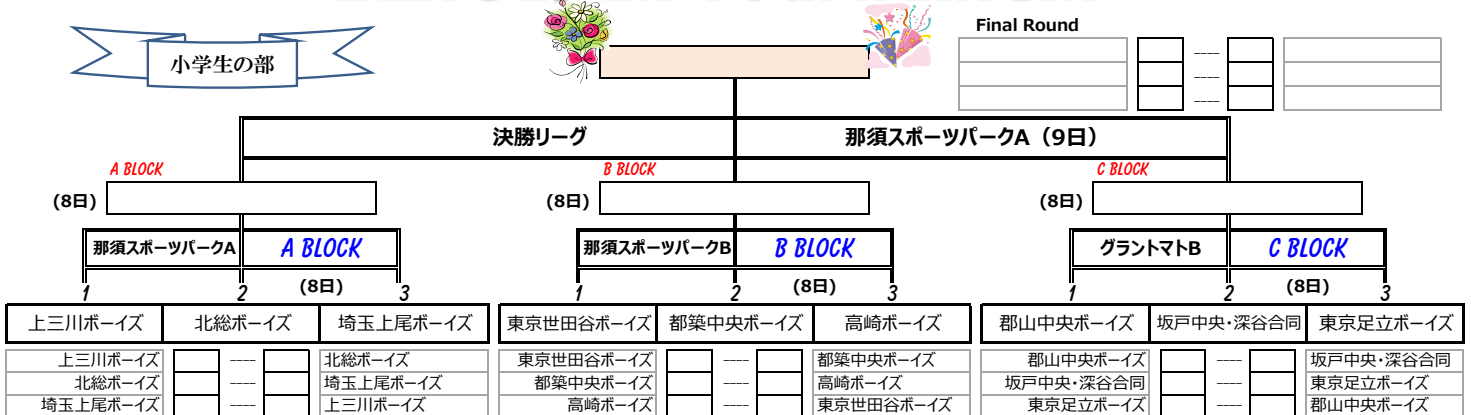 Final Round
小学生の部
----
----
----
決勝リーグ 那須スポーツパークA（9日）
A BLOCK B BLOCK C BLOCK
(8日) (8日) (8日)
那須スポーツパークA A BLOCK 那須スポーツパークB B BLOCK グラントマトB C BLOCK
(8日) (8日) (8日)
1 2 3 1 2 3 1 2 3
上三川ボーイズ 北総ボーイズ 埼玉上尾ボーイズ 東京世田谷ボーイズ 都築中央ボーイズ 高崎ボーイズ 郡山中央ボーイズ 坂戸中央・深谷合同 東京足立ボーイズ
上三川ボーイズ ---- 北総ボーイズ 東京世田谷ボーイズ ---- 都築中央ボーイズ 郡山中央ボーイズ ---- 坂戸中央・深谷合同
北総ボーイズ ---- 埼玉上尾ボーイズ 都築中央ボーイズ ---- 高崎ボーイズ 坂戸中央・深谷合同 ---- 東京足立ボーイズ
埼玉上尾ボーイズ ---- 上三川ボーイズ 高崎ボーイズ ---- 東京世田谷ボーイズ 東京足立ボーイズ ---- 郡山中央ボーイズ